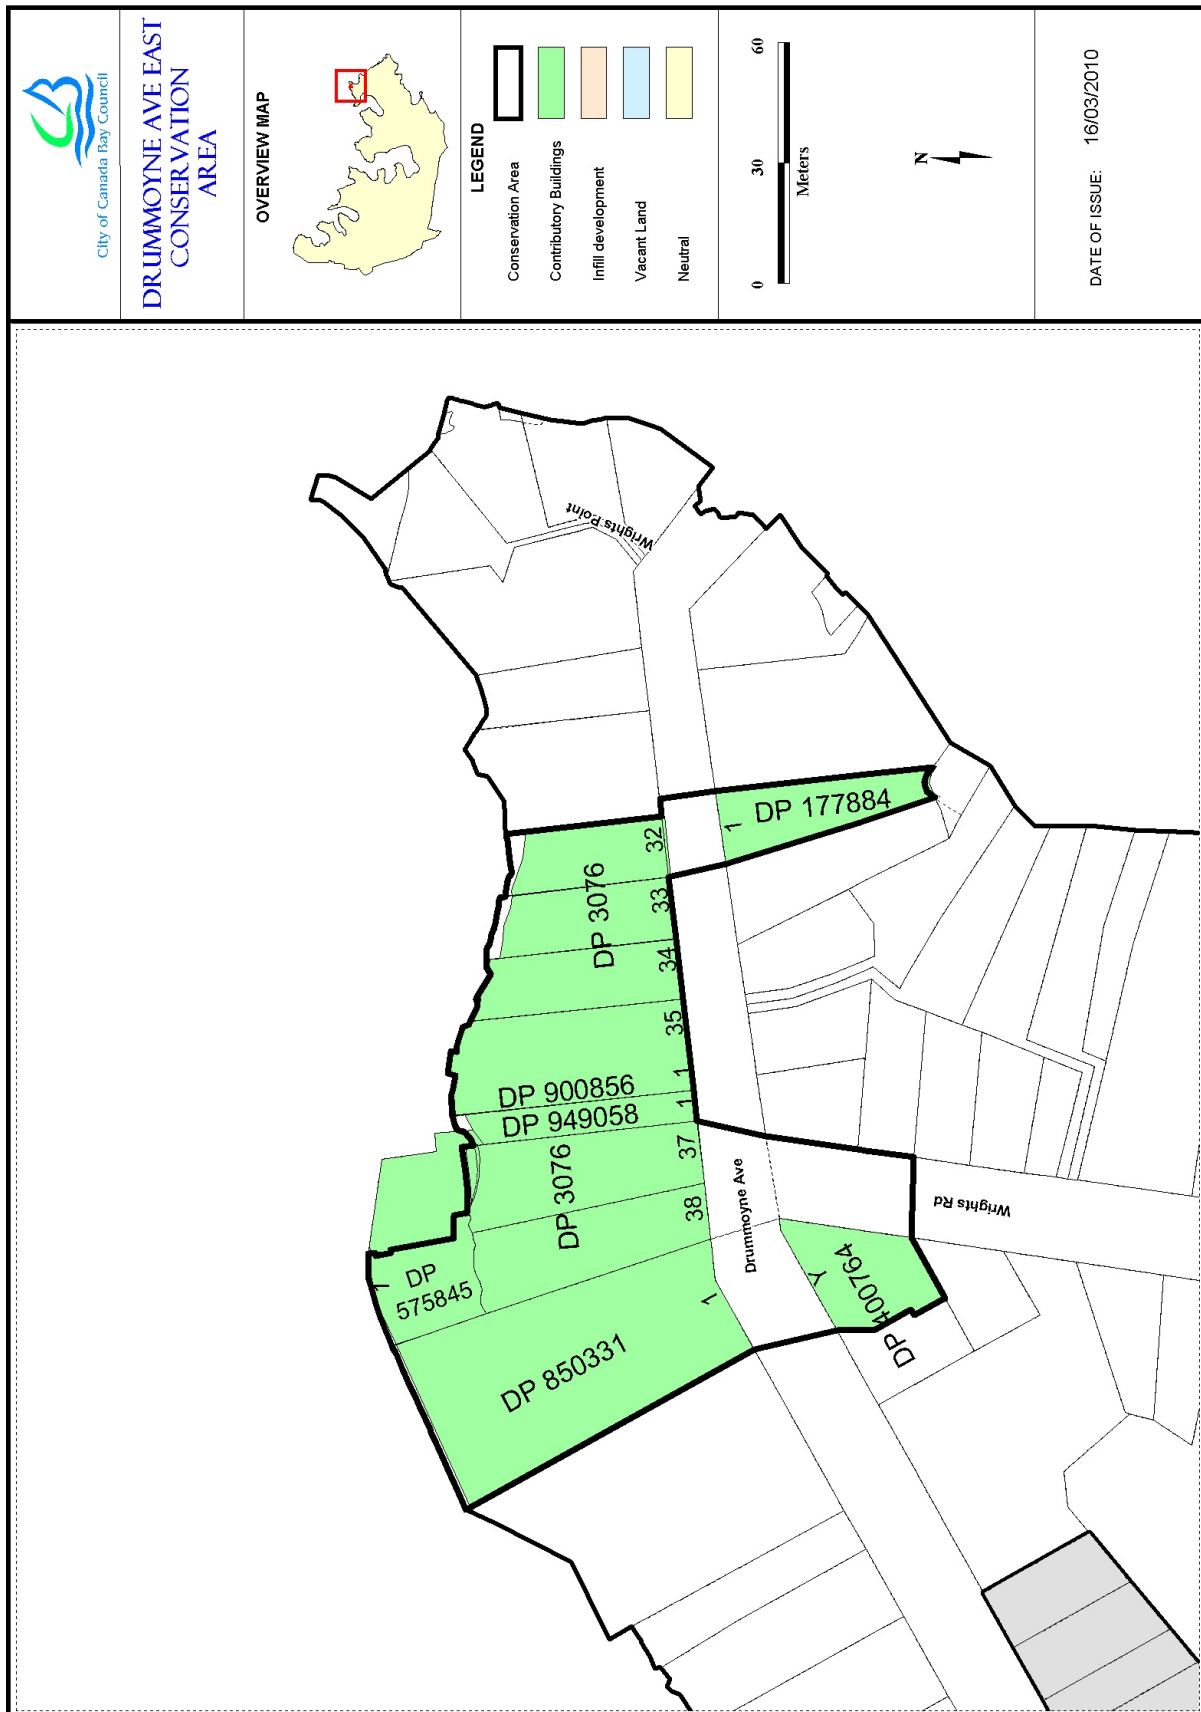 City of Canada Bay Council
DRUMMOYNE AVE EAST
CONSERVATION
AREA
OVERVIEW MAP
LEGEND
Conservation Area
Contributory Buildings
Infill development
Vacant Land
Neutral
0 30 60
Meters
N
DATE OF ISSUE: 16/03/2010
Wrights Point
DP 177884
1
32
DP 3076
33
34
35
1
DP 900856
1
DP 949058
37
DP 3076
38
Drummoyne Ave
Wrights Rd
1
DP
575845
1
DP 850331
Y
DP 400764